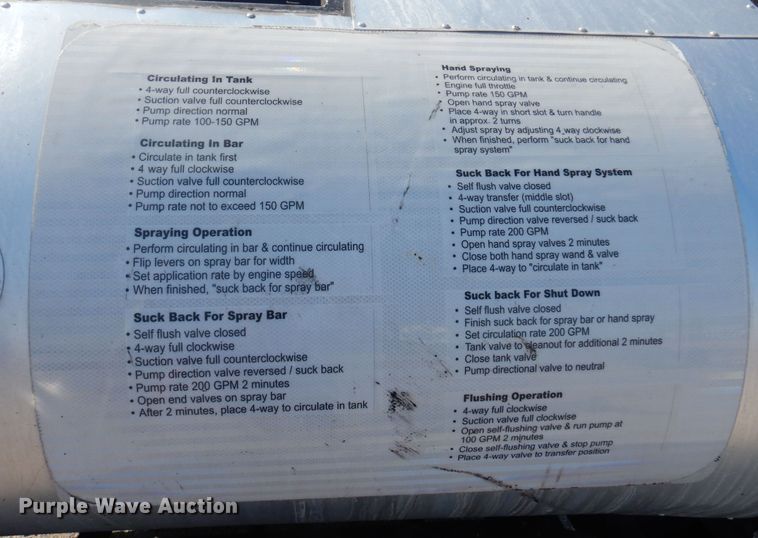 Circulating In Tank
• 4-way full counterclockwise
• Suction valve full counterclockwise
• Pump direction normal
• Pump rate 100-150 GPM
Circulating In Bar
• Circulate in tank first
• 4 way full clockwise
• Suction valve full counterclockwise
• Pump direction normal
• Pump rate not to exceed 150 GPM
Spraying Operation
• Perform circulating in bar & continue circulating
• Flip levers on spray bar for width
• Set application rate by engine speed
• When finished, "suck back for spray bar"
Suck Back For Spray Bar
• Self flush valve closed
• 4-way full clockwise
• Suction valve full counterclockwise
• Pump direction valve reversed / suck back
• Pump rate 200 GPM 2 minutes
• Open end valves on spray bar
• After 2 minutes, place 4-way to circulate in tank
Hand Spraying
• Perform circulating in tank & continue circulating
• Engine full throttle
• Pump rate 150 GPM
• Open hand spray valve
• Place 4-way in short slot & turn handle
in approx. 2 turns
• Adjust spray by adjusting 4 way clockwise
• When finished, perform "suck back for hand
spray system"
Suck Back For Hand Spray System
• Self flush valve closed
• 4-way transfer (middle slot)
• Suction valve full counterclockwise
• Pump direction valve reversed / suck back
• Pump rate 200 GPM
• Open hand spray valves 2 minutes
• Close both hand spray wand & valve
• Place 4-way to "circulate in tank"
Suck back For Shut Down
• Self flush valve closed
• Finish suck back for spray bar or hand spray
• Set circulation rate 200 GPM
• Tank valve to cleanout for additional 2 minutes
• Close tank valve
• Pump directional valve to neutral
Flushing Operation
• 4-way full clockwise
• Suction valve full clockwise
• Open self-flushing valve & run pump at
100 GPM 2 minutes
• Close self-flushing valve & stop pump
• Place 4-way valve to transfer position
Purple Wave Auction